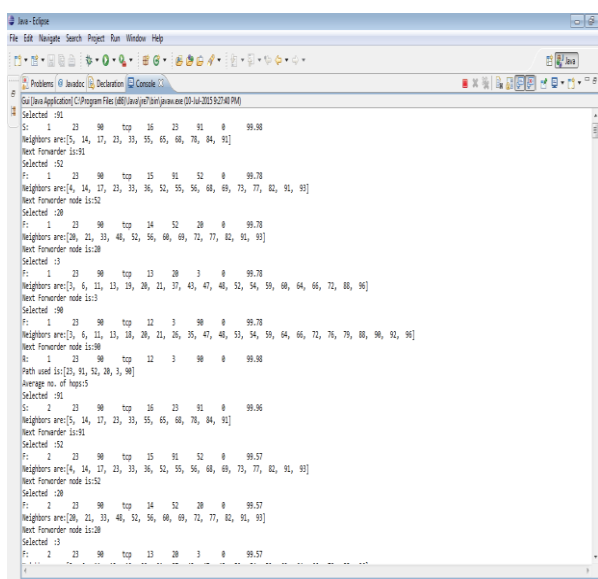 Java - Eclipse
File Edit Navigate Search Project Run Window Help
Java
Problems @ Javadoc Declaration Console
Gui [Java Application] C:\Program Files (x86)\Java\jre7\bin\javaw.exe (10-Jul-2015 9:27:40 PM)
Selected :91
S: 1 23 90 tcp 16 23 91 0 99.98
Neighbors are:[5, 14, 17, 23, 33, 55, 65, 68, 78, 84, 91]
Next Forwarder is:91
Selected :52
F: 1 23 90 tcp 15 91 52 0 99.78
Neighbors are:[4, 14, 17, 23, 33, 36, 52, 55, 56, 68, 69, 73, 77, 82, 91, 93]
Next Forwarder node is:52
Selected :20
F: 1 23 90 tcp 14 52 20 0 99.78
Neighbors are:[20, 21, 33, 48, 52, 56, 60, 69, 72, 77, 82, 91, 93]
Next Forwarder node is:20
Selected :3
F: 1 23 90 tcp 13 20 3 0 99.78
Neighbors are:[3, 6, 11, 13, 19, 20, 21, 37, 43, 47, 48, 52, 54, 59, 60, 64, 66, 72, 88, 96]
Next Forwarder node is:3
Selected :90
F: 1 23 90 tcp 12 3 90 0 99.78
Neighbors are:[3, 6, 11, 13, 18, 20, 21, 26, 35, 47, 48, 53, 54, 59, 64, 66, 72, 76, 79, 88, 90, 92, 96]
Next Forwarder node is:90
R: 1 23 90 tcp 12 3 90 0 99.98
Path used is:[23, 91, 52, 20, 3, 90]
Average no. of hops:5
Selected :91
S: 2 23 90 tcp 16 23 91 0 99.96
Neighbors are:[5, 14, 17, 23, 33, 55, 65, 68, 78, 84, 91]
Next Forwarder is:91
Selected :52
F: 2 23 90 tcp 15 91 52 0 99.57
Neighbors are:[4, 14, 17, 23, 33, 36, 52, 55, 56, 68, 69, 73, 77, 82, 91, 93]
Next Forwarder node is:52
Selected :20
F: 2 23 90 tcp 14 52 20 0 99.57
Neighbors are:[20, 21, 33, 48, 52, 56, 60, 69, 72, 77, 82, 91, 93]
Next Forwarder node is:20
Selected :3
F: 2 23 90 tcp 13 20 3 0 99.57